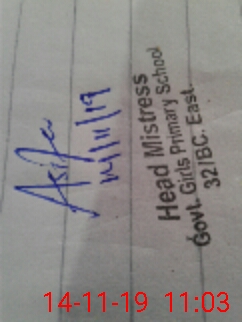 Asifa
14/11/19
Head Mistress
Govt. Girls Primary School
32/BC. East.
14-11-19 11:03